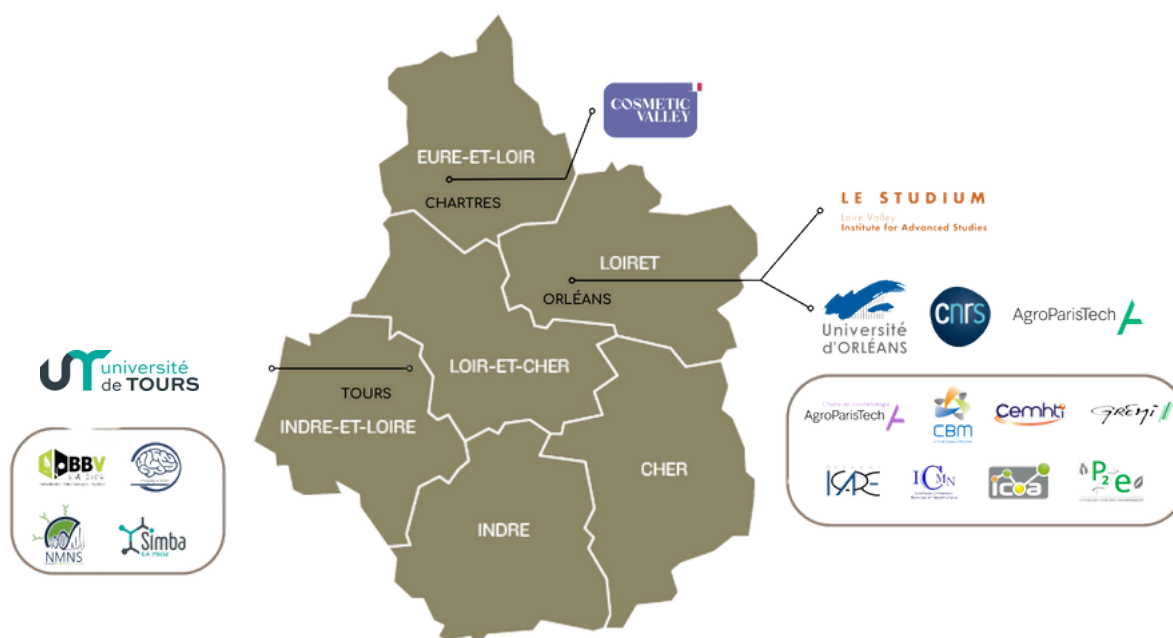 COSMETIC
VALLEY
EURE-ET-LOIR
CHARTRES
LE STUDIUM
Loire Valley
Institute for Advanced Studies
LOIRET
ORLÉANS
Université
d'ORLÉANS
cnrs
AgroParisTech
université
de TOURS
LOIR-ET-CHER
TOURS
INDRE-ET-LOIRE
CHER
INDRE
AgroParisTech
CBM
Cemhti
GREMI
ICARE
ICMN
icoa
P2e
BBV
NMNS
Simba